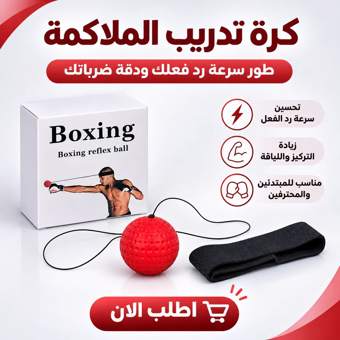 كرة تدريب الملاكمة
طور سرعة رد فعلك ودقة ضرباتك
Boxing
Boxing reflex ball
تحسين
سرعة رد الفعل
زيادة
التركيز واللياقة
مناسب للمبتدئين
والمحترفين
اطلب الان